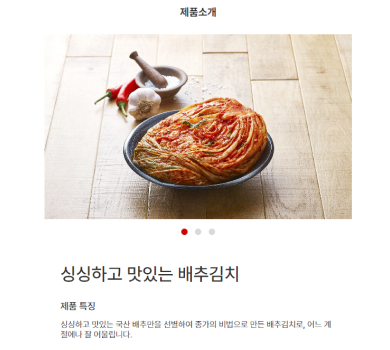 제품소개
싱싱하고 맛있는 배추김치
제품 특징
싱싱하고 맛있는 국산 배추만을 선별하여 종가의 비법으로 만든 배추김치로, 어느 계
절에나 잘 어울립니다.